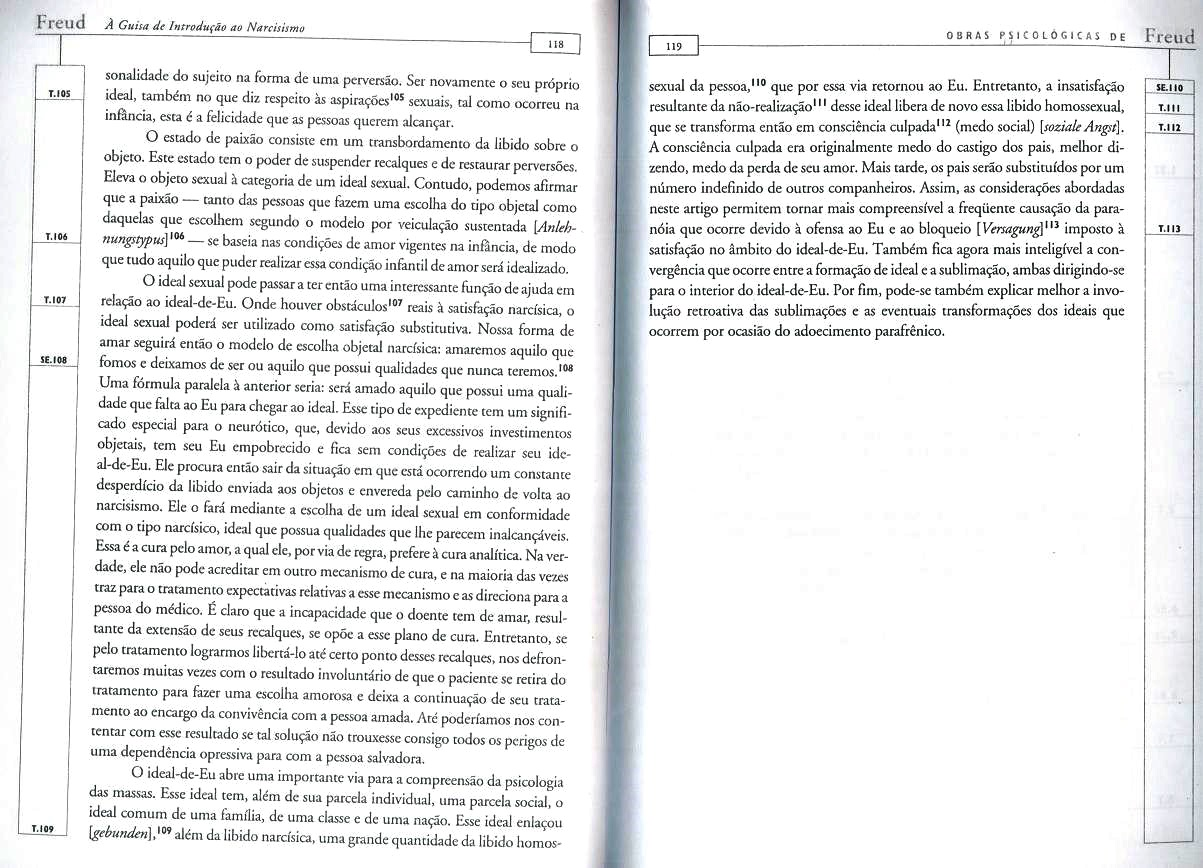 Freud À Guisa de Introdução ao Narcisismo
118
T.105
sonalidade do sujeito na forma de uma perversão. Ser novamente o seu próprio
ideal, também no que diz respeito às aspirações¹⁰⁵ sexuais, tal como ocorreu na
infância, esta é a felicidade que as pessoas querem alcançar.
O estado de paixão consiste em um transbordamento da libido sobre o
objeto. Este estado tem o poder de suspender recalques e de restaurar perversões.
Eleva o objeto sexual à categoria de um ideal sexual. Contudo, podemos afirmar
que a paixão — tanto das pessoas que fazem uma escolha do tipo objetal como
daquelas que escolhem segundo o modelo por veiculação sustentada [Anleh-
T.106
nungstypus]¹⁰⁶ — se baseia nas condições de amor vigentes na infância, de modo
que tudo aquilo que puder realizar essa condição infantil de amor será idealizado.
O ideal sexual pode passar a ter então uma interessante função de ajuda em
T.107
relação ao ideal-de-Eu. Onde houver obstáculos¹⁰⁷ reais à satisfação narcísica, o
ideal sexual poderá ser utilizado como satisfação substitutiva. Nossa forma de
amar seguirá então o modelo de escolha objetal narcísica: amaremos aquilo que
SE.108
fomos e deixamos de ser ou aquilo que possui qualidades que nunca teremos.¹⁰⁸
Uma fórmula paralela à anterior seria: será amado aquilo que possui uma quali-
dade que falta ao Eu para chegar ao ideal. Esse tipo de expediente tem um signifi-
cado especial para o neurótico, que, devido aos seus excessivos investimentos
objetais, tem seu Eu empobrecido e fica sem condições de realizar seu ide-
al-de-Eu. Ele procura então sair da situação em que está ocorrendo um constante
desperdício da libido enviada aos objetos e envereda pelo caminho de volta ao
narcisismo. Ele o fará mediante a escolha de um ideal sexual em conformidade
com o tipo narcísico, ideal que possua qualidades que lhe parecem inalcançáveis.
Essa é a cura pelo amor, a qual ele, por via de regra, prefere à cura analítica. Na ver-
dade, ele não pode acreditar em outro mecanismo de cura, e na maioria das vezes
traz para o tratamento expectativas relativas a esse mecanismo e as direciona para a
pessoa do médico. É claro que a incapacidade que o doente tem de amar, resul-
tante da extensão de seus recalques, se opõe a esse plano de cura. Entretanto, se
pelo tratamento lograrmos libertá-lo até certo ponto desses recalques, nos defron-
taremos muitas vezes com o resultado involuntário de que o paciente se retira do
tratamento para fazer uma escolha amorosa e deixa a continuação de seu trata-
mento ao encargo da convivência com a pessoa amada. Até poderíamos nos con-
tentar com esse resultado se tal solução não trouxesse consigo todos os perigos de
uma dependência opressiva para com a pessoa salvadora.
O ideal-de-Eu abre uma importante via para a compreensão da psicologia
das massas. Esse ideal tem, além de sua parcela individual, uma parcela social, o
ideal comum de uma família, de uma classe e de uma nação. Esse ideal enlaçou
T.109
[gebunden],¹⁰⁹ além da libido narcísica, uma grande quantidade da libido homos-
119
OBRAS PSICOLÓGICAS DE Freud
sexual da pessoa,¹¹⁰ que por essa via retornou ao Eu. Entretanto, a insatisfação
SE.110
resultante da não-realização¹¹¹ desse ideal libera de novo essa libido homossexual,
T.111
que se transforma então em consciência culpada¹¹² (medo social) [soziale Angst].
T.112
A consciência culpada era originalmente medo do castigo dos pais, melhor di-
zendo, medo da perda de seu amor. Mais tarde, os pais serão substituídos por um
número indefinido de outros companheiros. Assim, as considerações abordadas
neste artigo permitem tornar mais compreensível a freqüente causação da para-
nóia que ocorre devido à ofensa ao Eu e ao bloqueio [Versagung]¹¹³ imposto à
T.113
satisfação no âmbito do ideal-de-Eu. Também fica agora mais inteligível a con-
vergência que ocorre entre a formação de ideal e a sublimação, ambas dirigindo-se
para o interior do ideal-de-Eu. Por fim, pode-se também explicar melhor a invo-
lução retroativa das sublimações e as eventuais transformações dos ideais que
ocorrem por ocasião do adoecimento parafrênico.